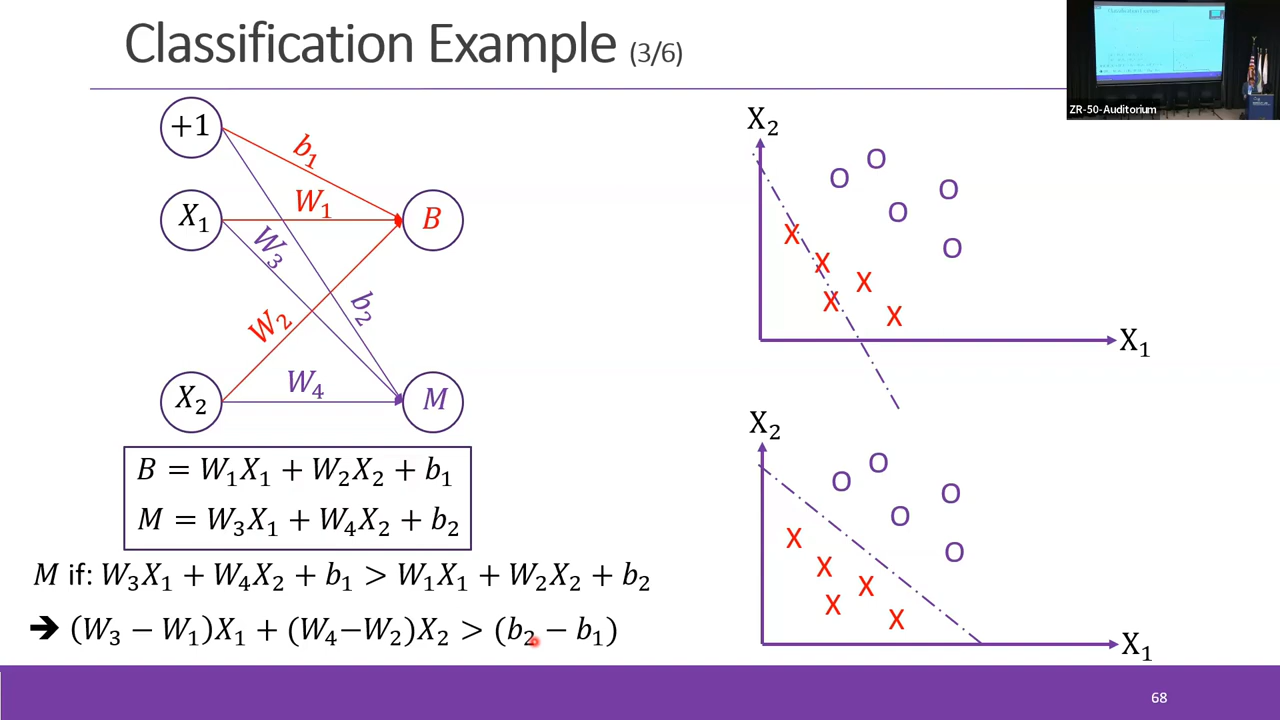 Classification Example (3/6)
ZR-50-Auditorium
+1
b₁
X₁
W₁
B
W₃
b₂
W₂
X₂
W₄
M
B = W₁X₁ + W₂X₂ + b₁
M = W₃X₁ + W₄X₂ + b₂
M if: W₃X₁ + W₄X₂ + b₁ > W₁X₁ + W₂X₂ + b₂
➔ (W₃ − W₁)X₁ + (W₄−W₂)X₂ > (b₂ − b₁)
X₂
O
O
O
O
O
X
X
X
X
X
X₁
X₂
O
O
O
O
O
X
X
X
X
X
X₁
68